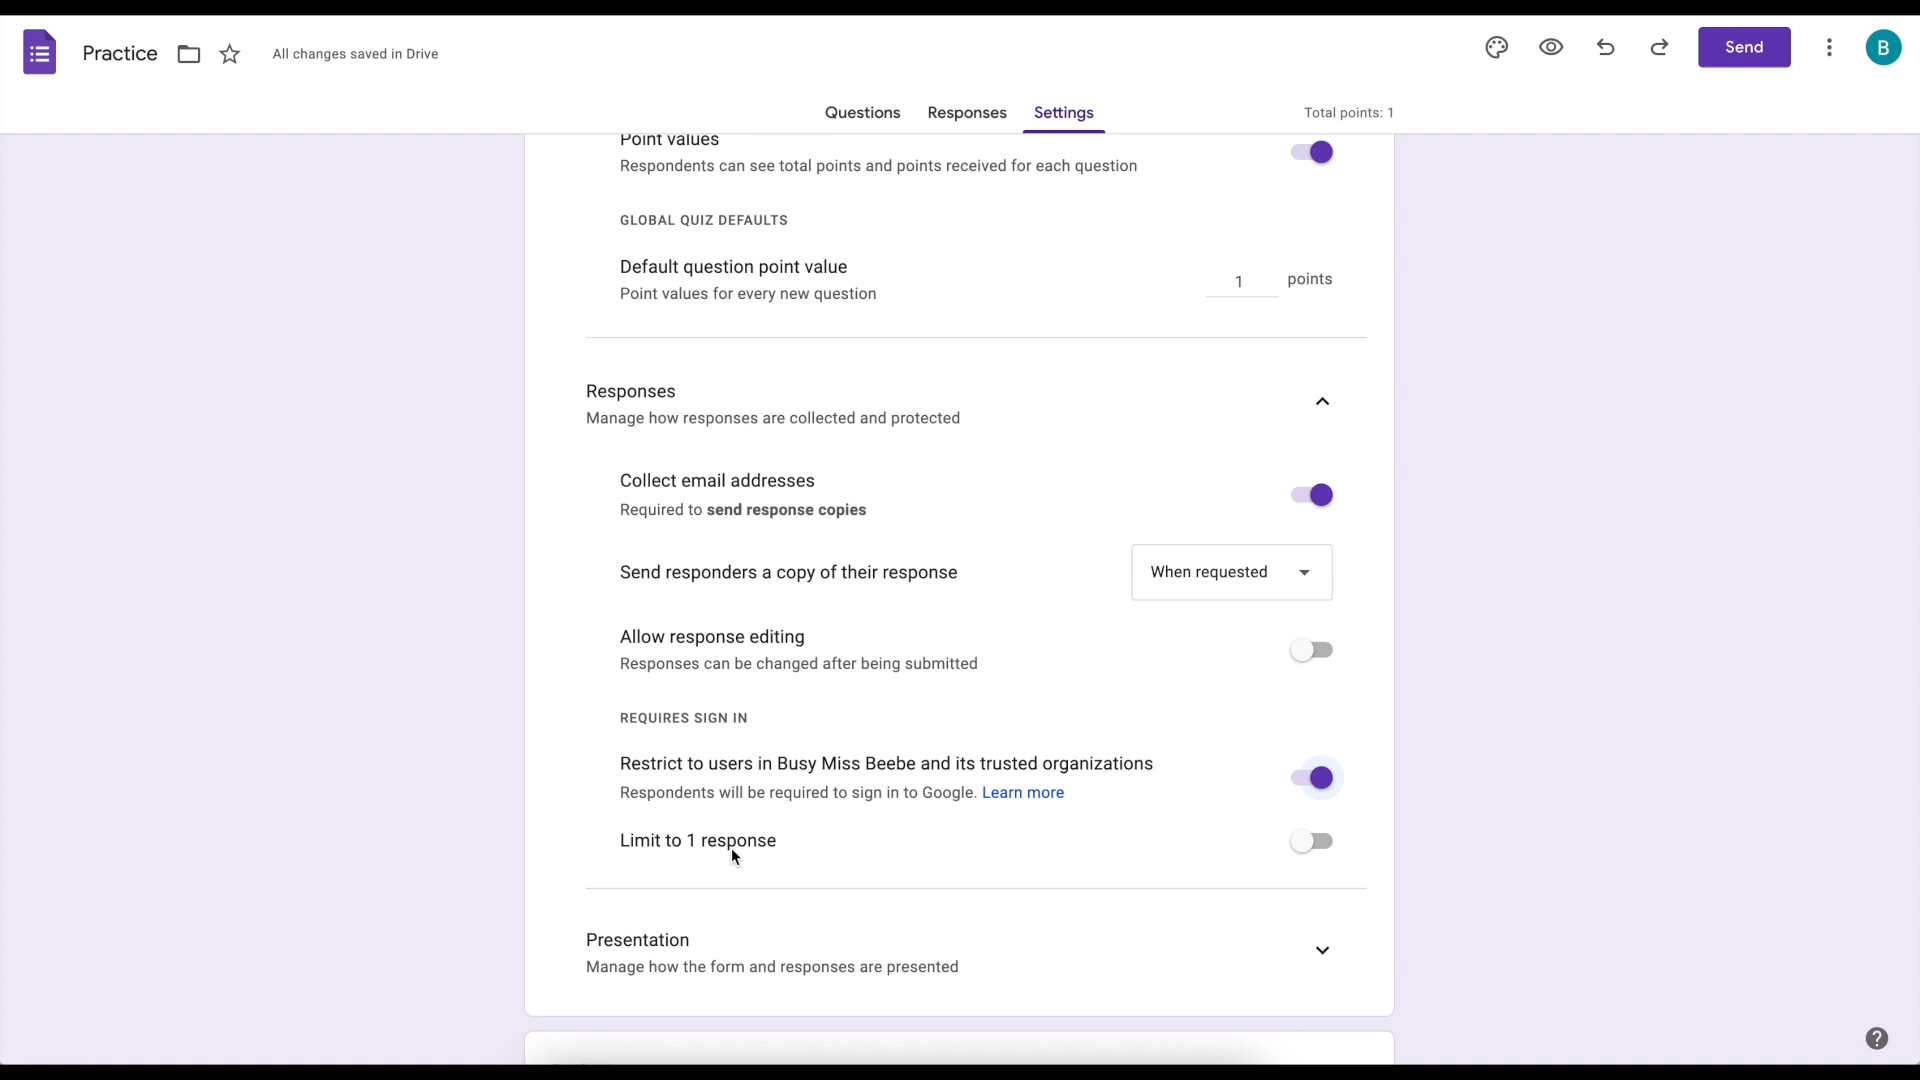 Practice
All changes saved in Drive
Send
B
Questions
Responses
Settings
Total points: 1
Point values
Respondents can see total points and points received for each question
GLOBAL QUIZ DEFAULTS
Default question point value
Point values for every new question
1
points
Responses
Manage how responses are collected and protected
Collect email addresses
Required to send response copies
Send responders a copy of their response
When requested
Allow response editing
Responses can be changed after being submitted
REQUIRES SIGN IN
Restrict to users in Busy Miss Beebe and its trusted organizations
Respondents will be required to sign in to Google. Learn more
Limit to 1 response
Presentation
Manage how the form and responses are presented